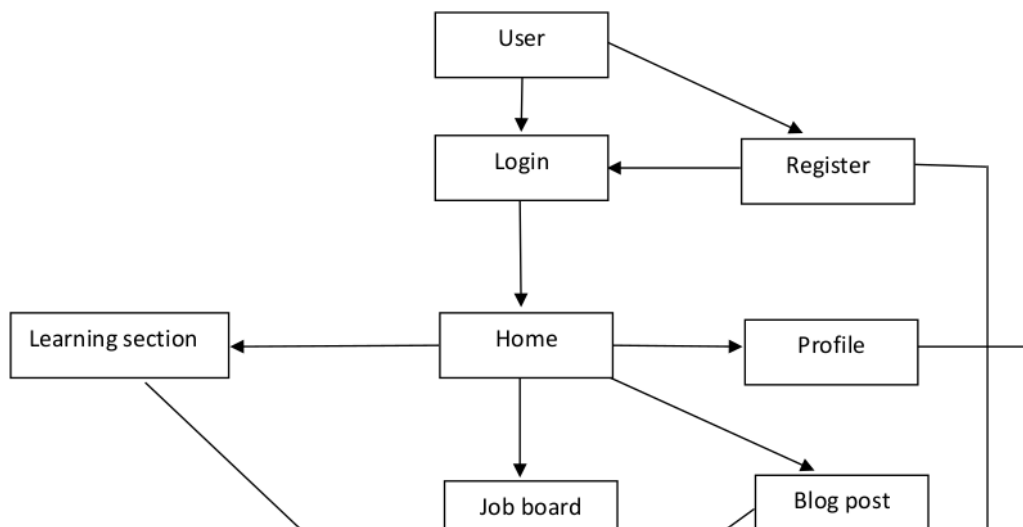 User
Login
Register
Learning section
Home
Profile
Job board
Blog post